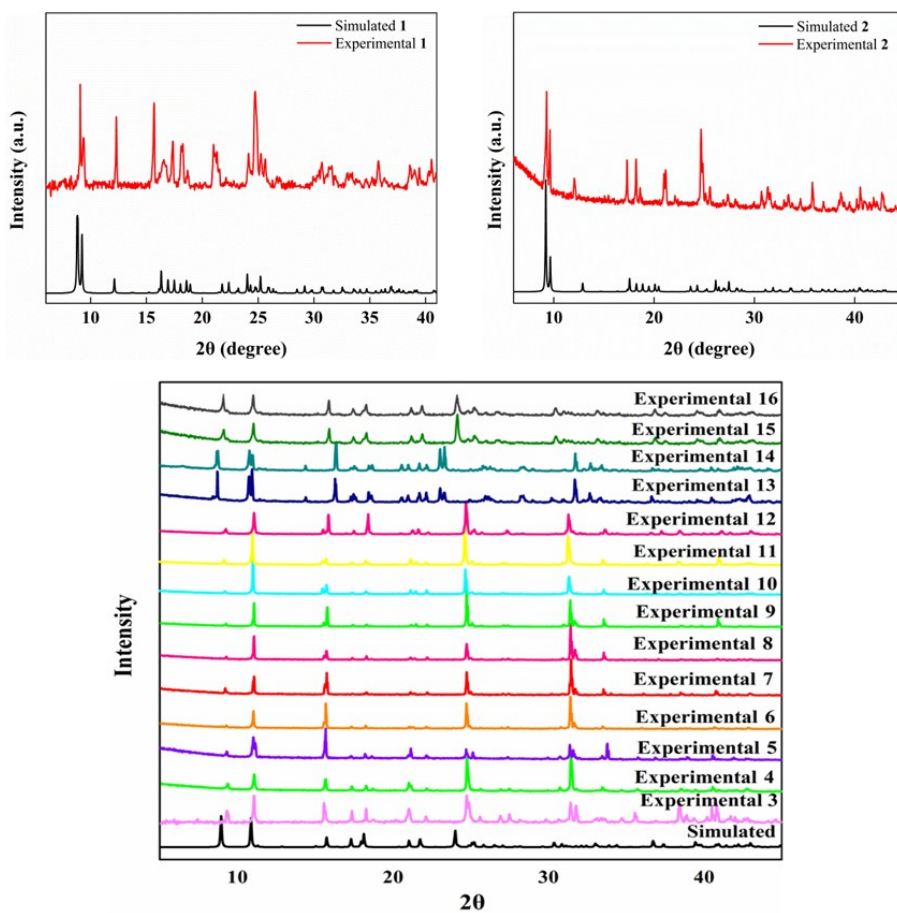 Simulated 1
Experimental 1
Intensity (a.u.)
10 15 20 25 30 35 40
2θ (degree)
Simulated 2
Experimental 2
Intensity (a.u.)
10 20 30 40
2θ (degree)
Experimental 16
Experimental 15
Experimental 14
Experimental 13
Experimental 12
Experimental 11
Experimental 10
Experimental 9
Experimental 8
Experimental 7
Experimental 6
Experimental 5
Experimental 4
Experimental 3
Simulated
Intensity
10 20 30 40
2θ